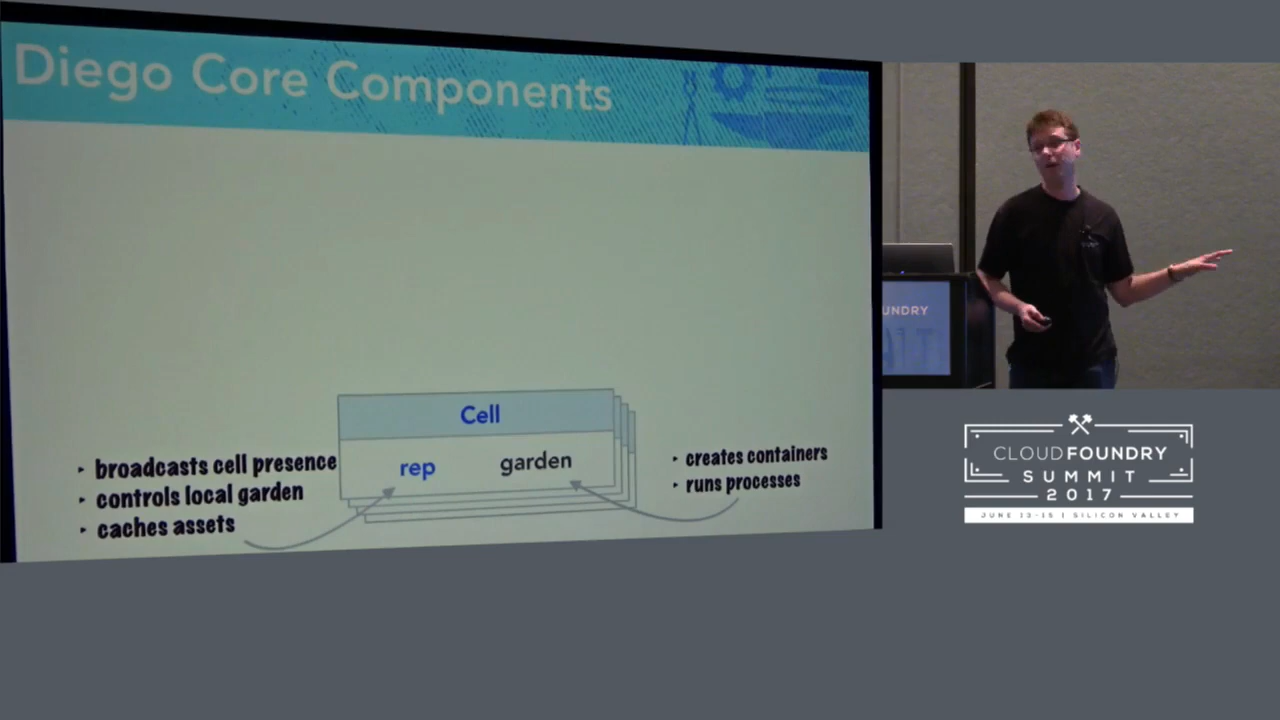 Diego Core Components
Cell
rep
garden
‣ broadcasts cell presence
‣ controls local garden
‣ caches assets
‣ creates containers
‣ runs processes
UNDRY
CLOUDFOUNDRY
SUMMIT
2017
JUNE 13-15 | SILICON VALLEY